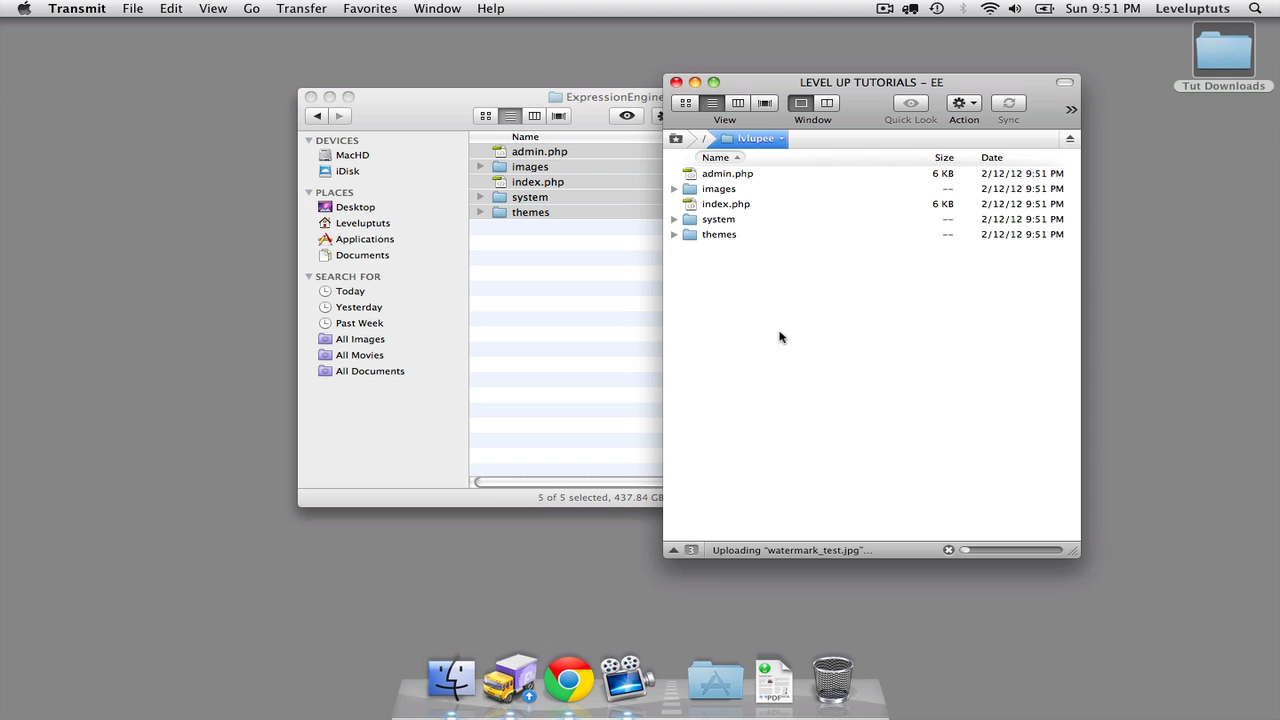 Transmit File Edit View Go Transfer Favorites Window Help Sun 9:51 PM Leveluptuts
Tut Downloads
ExpressionEngine
DEVICES
MacHD
iDisk
PLACES
Desktop
Leveluptuts
Applications
Documents
SEARCH FOR
Today
Yesterday
Past Week
All Images
All Movies
All Documents
Name
admin.php
images
index.php
system
themes
5 of 5 selected, 437.84 GB
LEVEL UP TUTORIALS – EE
View Window Quick Look Action Sync »
/ lvlupee
Name Size Date
admin.php 6 KB 2/12/12 9:51 PM
images -- 2/12/12 9:51 PM
index.php 6 KB 2/12/12 9:51 PM
system -- 2/12/12 9:51 PM
themes -- 2/12/12 9:51 PM
3 Uploading “watermark_test.jpg”…
PDF